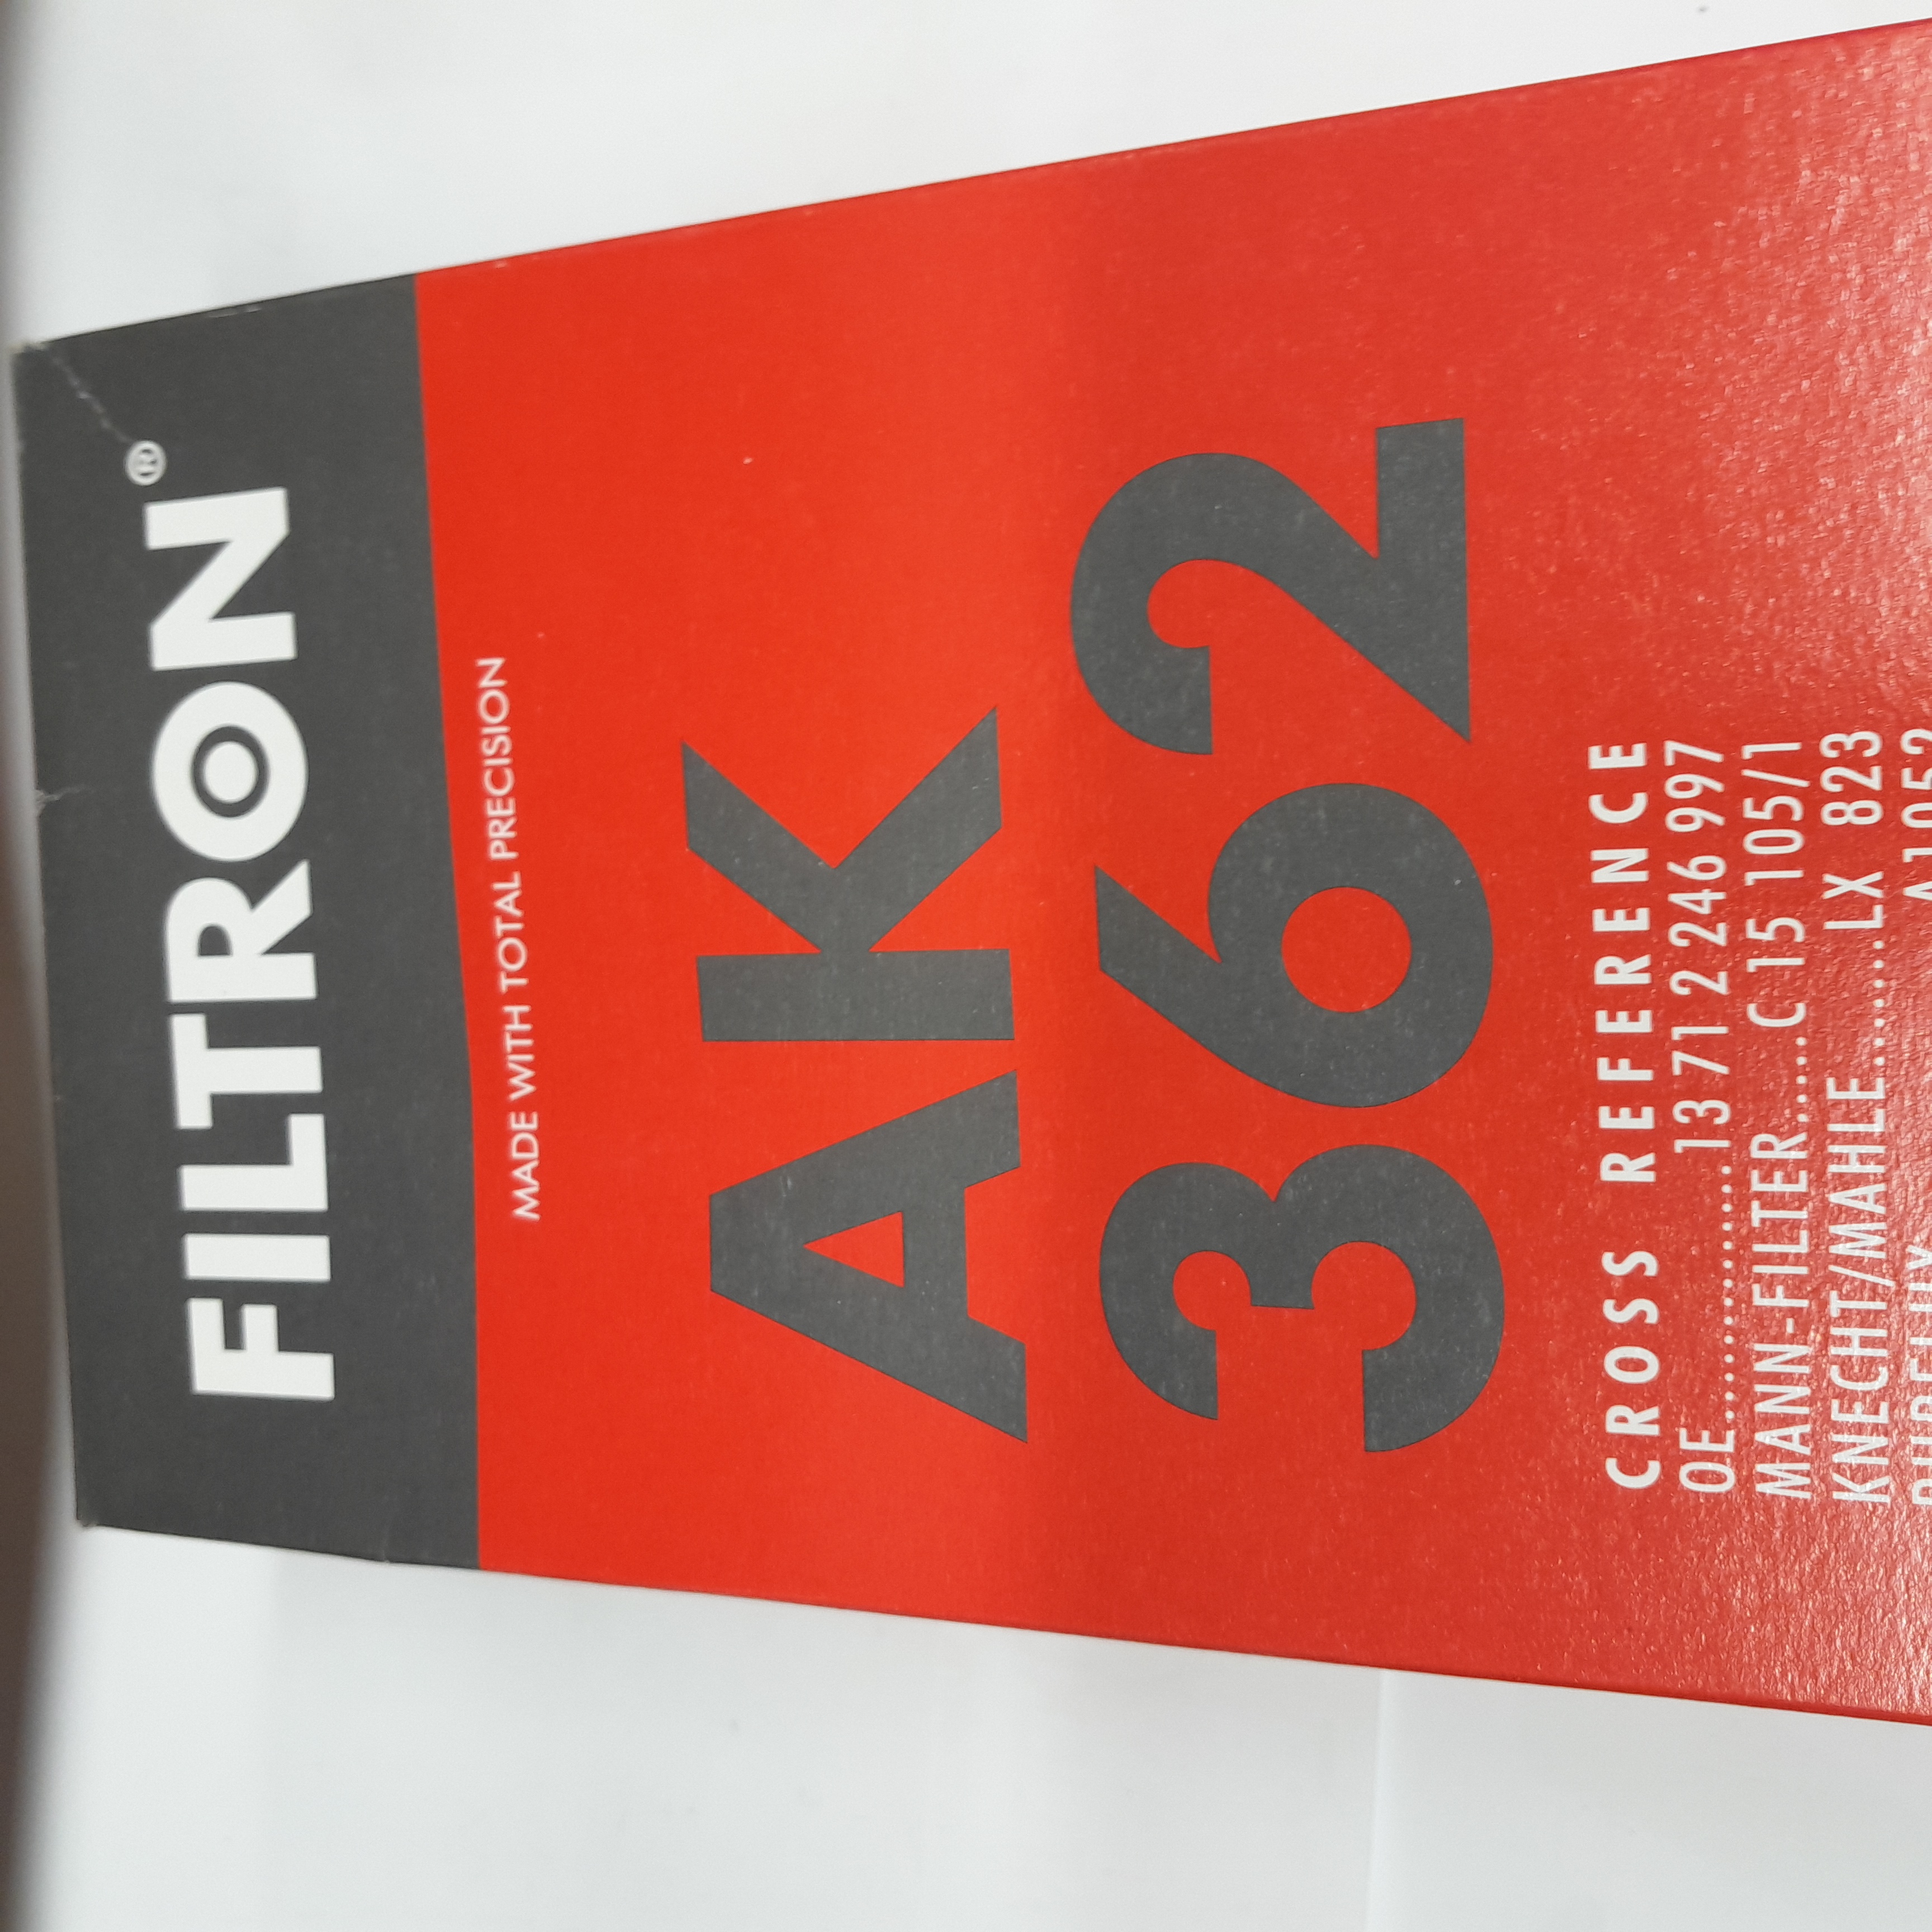 FILTRON®
MADE WITH TOTAL PRECISION
AK
362
CROSS REFERENCE
OE..................13 71 2 246 997
MANN-FILTER......C 15 105/1
KNECHT/MAHLE.........LX 823
A1052